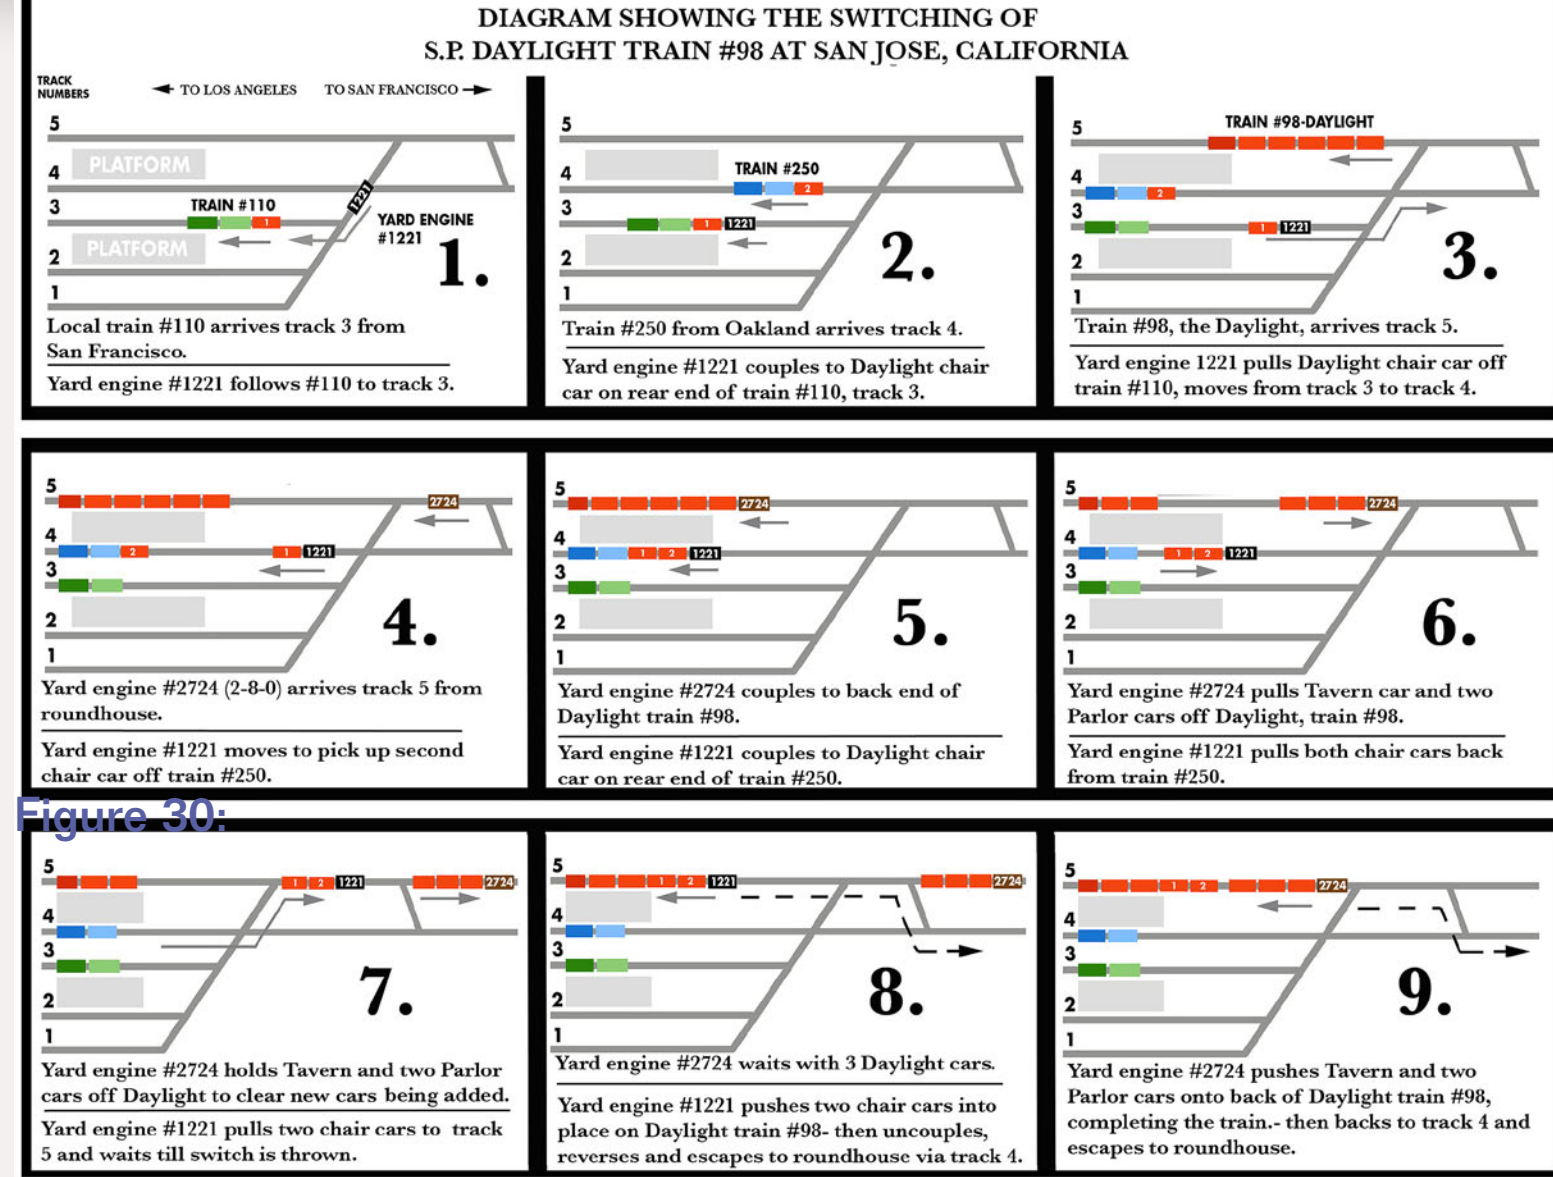 DIAGRAM SHOWING THE SWITCHING OF
S.P. DAYLIGHT TRAIN #98 AT SAN JOSE, CALIFORNIA
TRACK
NUMBERS
TO LOS ANGELES
TO SAN FRANCISCO
5
PLATFORM
4
1221
3
TRAIN #110
1
YARD ENGINE
#1221
PLATFORM
2
1
1.
Local train #110 arrives track 3 from
San Francisco.
Yard engine #1221 follows #110 to track 3.
5
TRAIN #250
4
2
3
1
1221
2
1
2.
Train #250 from Oakland arrives track 4.
Yard engine #1221 couples to Daylight chair
car on rear end of train #110, track 3.
TRAIN #98-DAYLIGHT
5
4
2
3
1
1221
2
1
3.
Train #98, the Daylight, arrives track 5.
Yard engine 1221 pulls Daylight chair car off
train #110, moves from track 3 to track 4.
5
2724
4
2
1
1221
3
2
1
4.
Yard engine #2724 (2-8-0) arrives track 5 from
roundhouse.
Yard engine #1221 moves to pick up second
chair car off train #250.
5
2724
4
1
2
1221
3
2
1
5.
Yard engine #2724 couples to back end of
Daylight train #98.
Yard engine #1221 couples to Daylight chair
car on rear end of train #250.
5
2724
4
1
2
1221
3
2
1
6.
Yard engine #2724 pulls Tavern car and two
Parlor cars off Daylight, train #98.
Yard engine #1221 pulls both chair cars back
from train #250.
Figure 30:
5
1
2
1221
2724
4
3
2
1
7.
Yard engine #2724 holds Tavern and two Parlor
cars off Daylight to clear new cars being added.
Yard engine #1221 pulls two chair cars to track
5 and waits till switch is thrown.
5
1
2
1221
2724
4
3
2
1
8.
Yard engine #2724 waits with 3 Daylight cars.
Yard engine #1221 pushes two chair cars into
place on Daylight train #98- then uncouples,
reverses and escapes to roundhouse via track 4.
5
1
2
2724
4
3
2
1
9.
Yard engine #2724 pushes Tavern and two
Parlor cars onto back of Daylight train #98,
completing the train.- then backs to track 4 and
escapes to roundhouse.